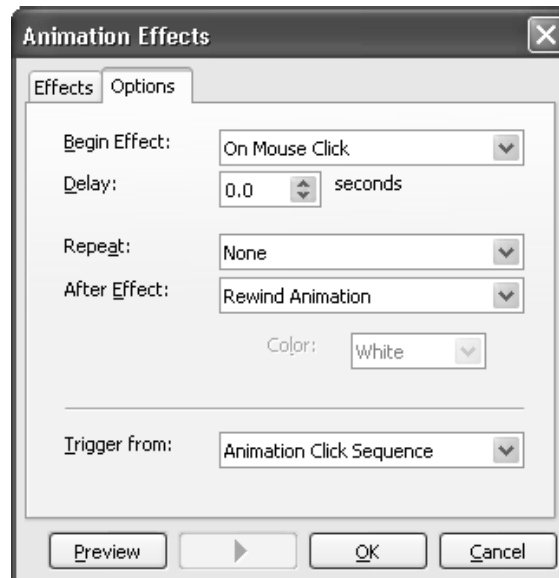 Animation Effects
Effects Options
Begin Effect: On Mouse Click
Delay: 0.0 seconds
Repeat: None
After Effect: Rewind Animation
Color: White
Trigger from: Animation Click Sequence
Preview OK Cancel